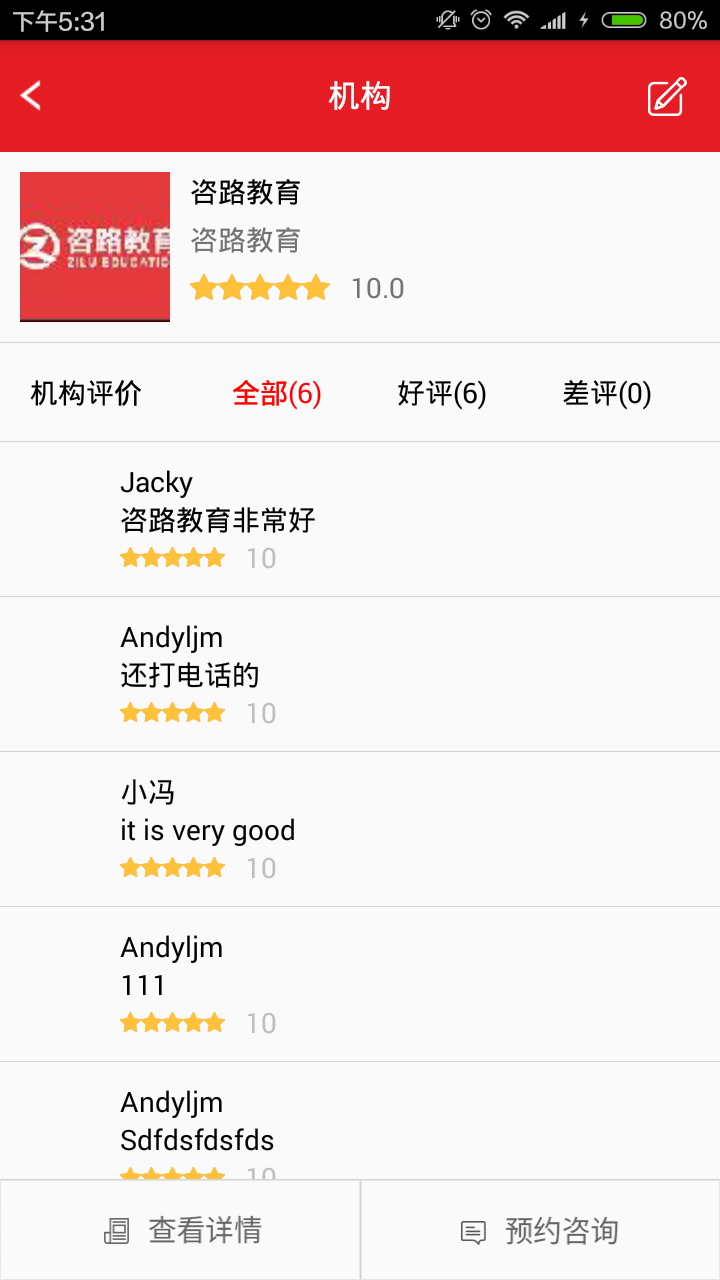 下午5:31 80%
机构
咨路教育
ZILU EDUCATIO
咨路教育
咨路教育
10.0
机构评价 全部(6) 好评(6) 差评(0)
Jacky
咨路教育非常好
10
Andyljm
还打电话的
10
小冯
it is very good
10
Andyljm
111
10
Andyljm
Sdfdsfdsfds
10
查看详情 预约咨询